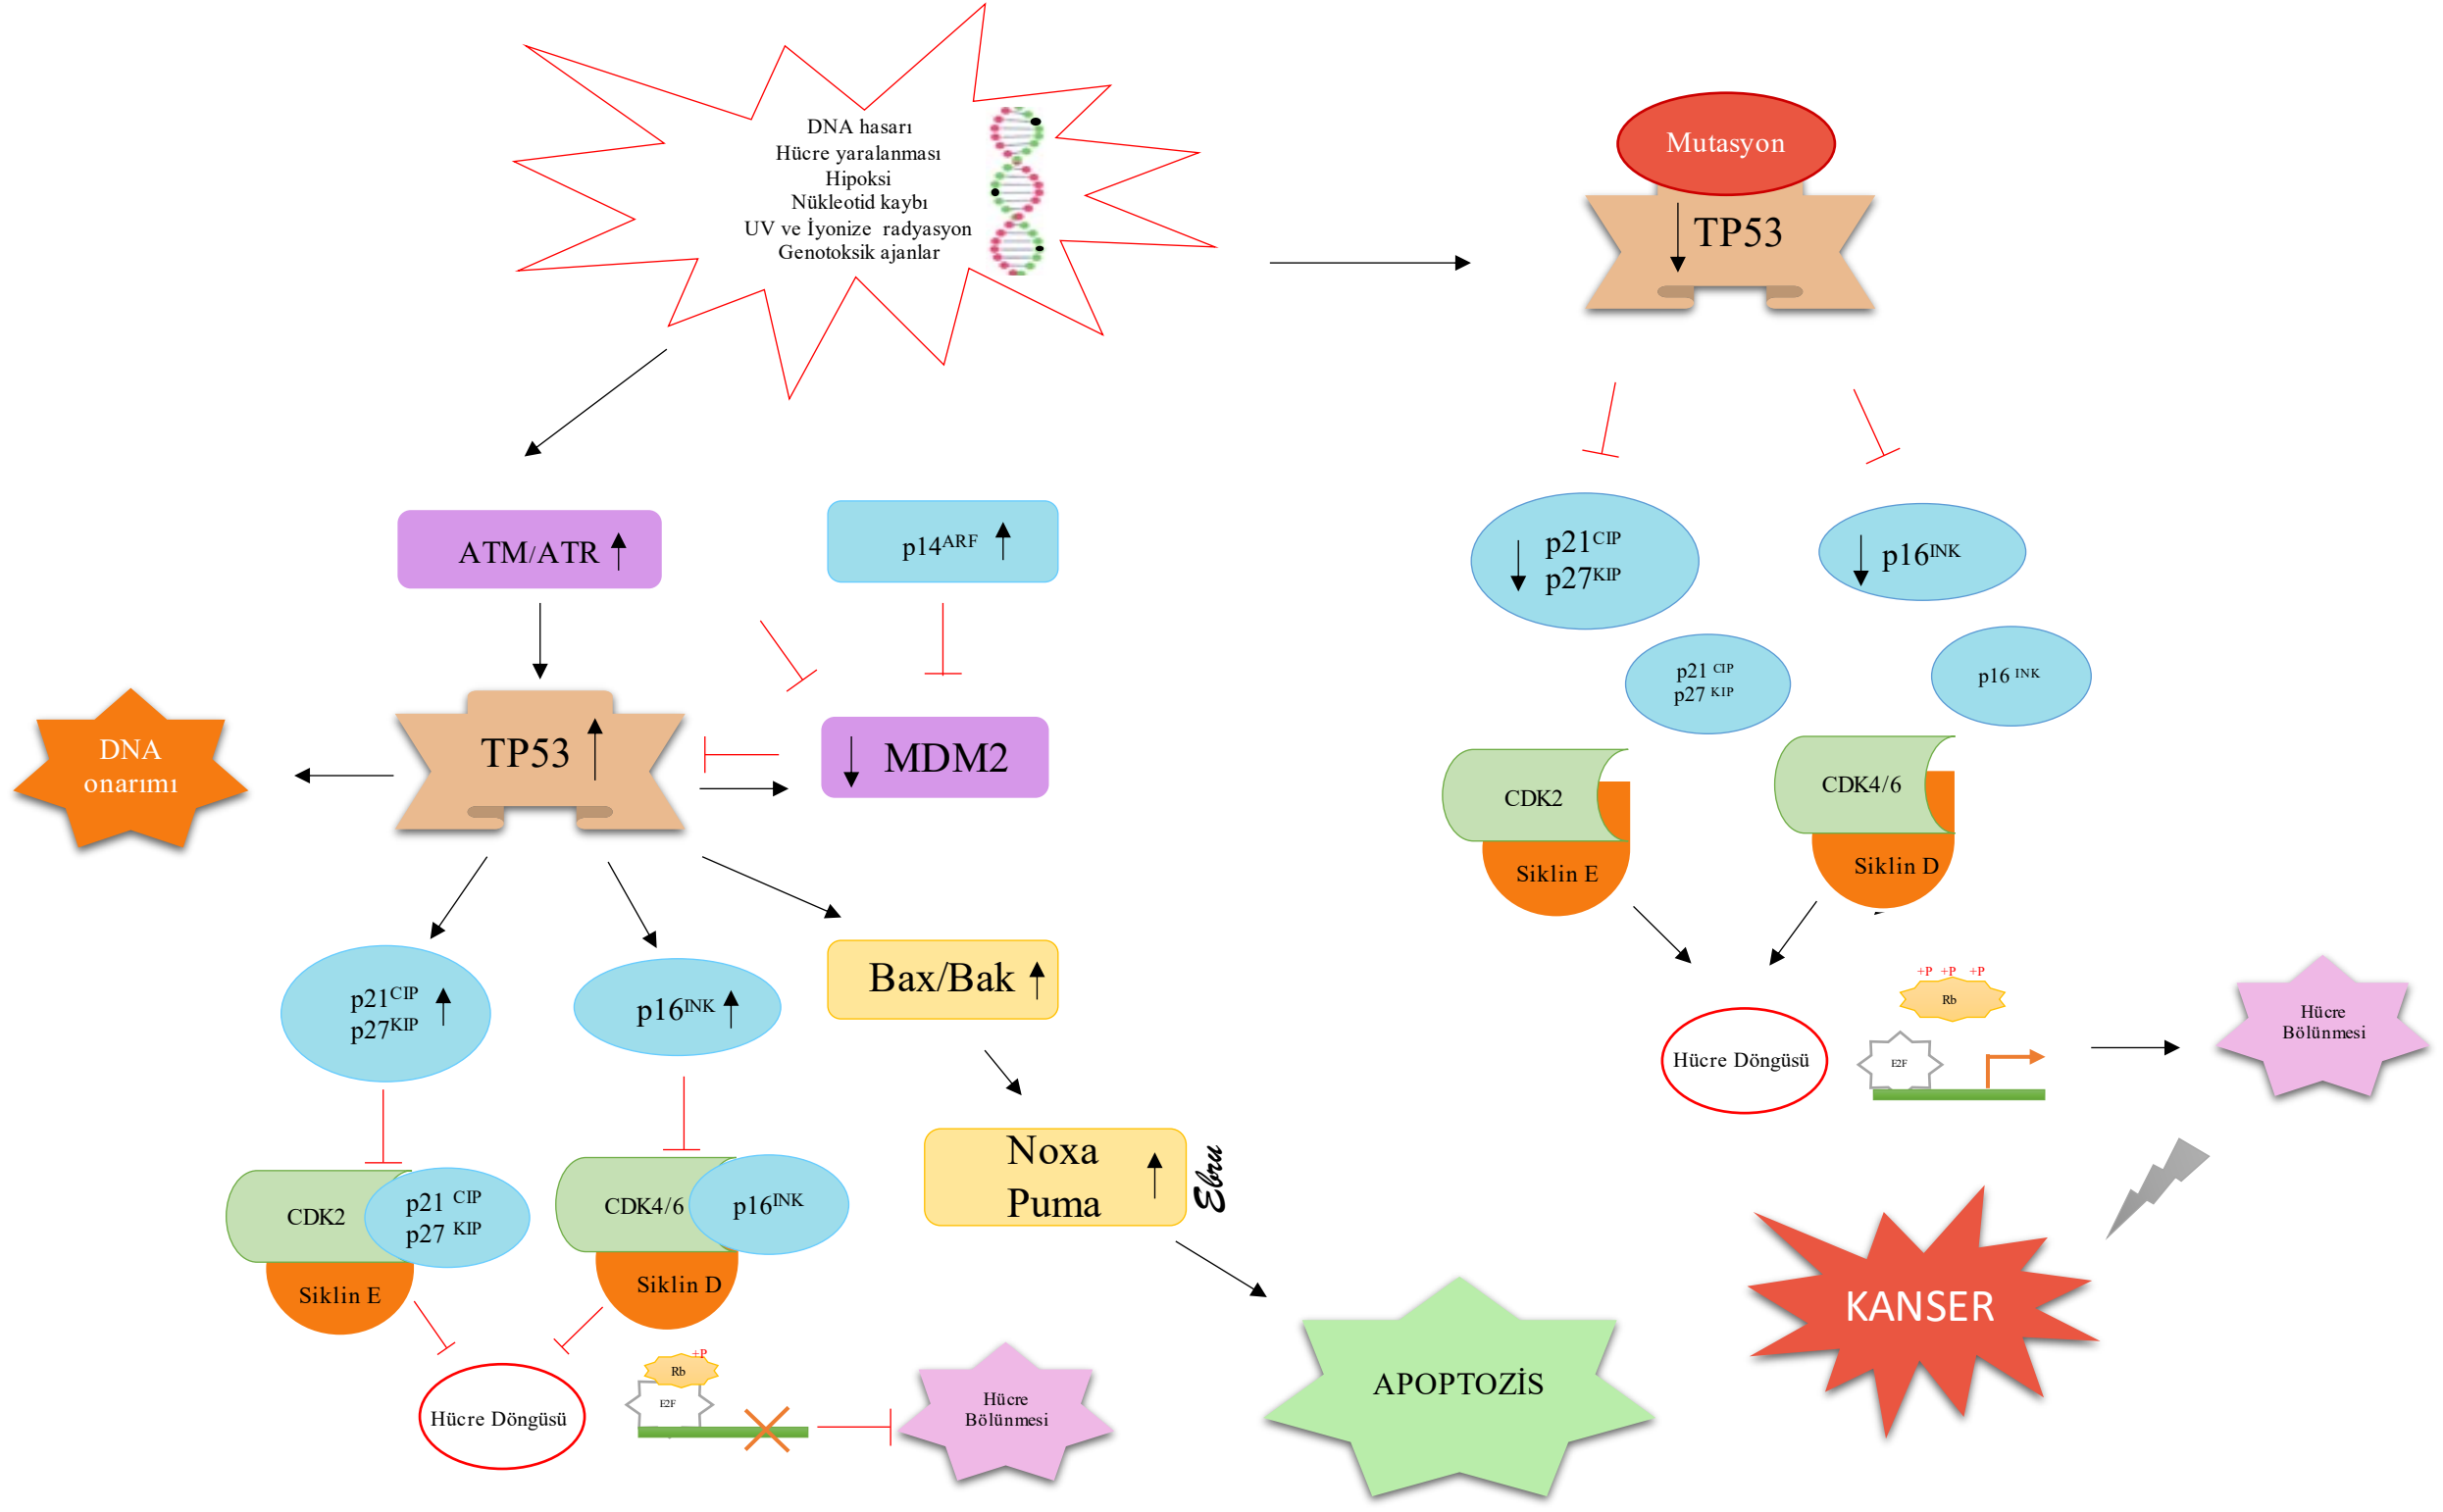 DNA hasarı
Hücre yaralanması
Hipoksi
Nükleotid kaybı
UV ve İyonize radyasyon
Genotoksik ajanlar
Mutasyon
TP53
ATM/ATR
p14ARF
p21CIP
p27KIP
p16INK
p21 CIP
p27 KIP
p16 INK
DNA
onarımı
TP53
MDM2
CDK2
Siklin E
CDK4/6
Siklin D
p21CIP
p27KIP
p16INK
Bax/Bak
+P +P +P
Rb
E2F
Hücre Döngüsü
Hücre
Bölünmesi
Noxa
Puma
Ebru
CDK2
p21 CIP
p27 KIP
Siklin E
CDK4/6
p16INK
Siklin D
KANSER
+P
Rb
E2F
Hücre Döngüsü
Hücre
Bölünmesi
APOPTOZİS